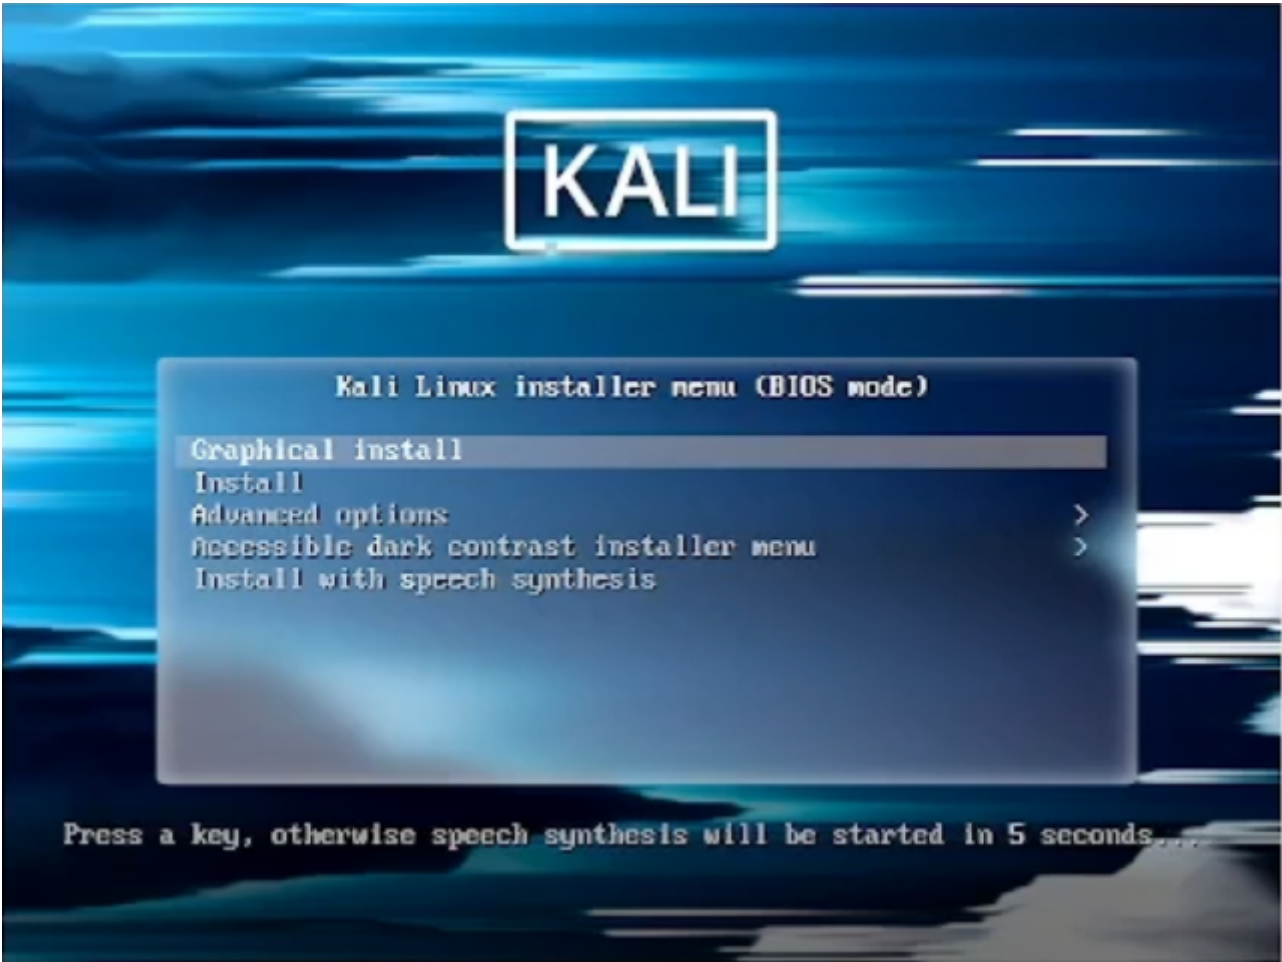 KALI
Kali Linux installer menu (BIOS mode)
Graphical install
Install
Advanced options >
Accessible dark contrast installer menu >
Install with speech synthesis
Press a key, otherwise speech synthesis will be started in 5 seconds...